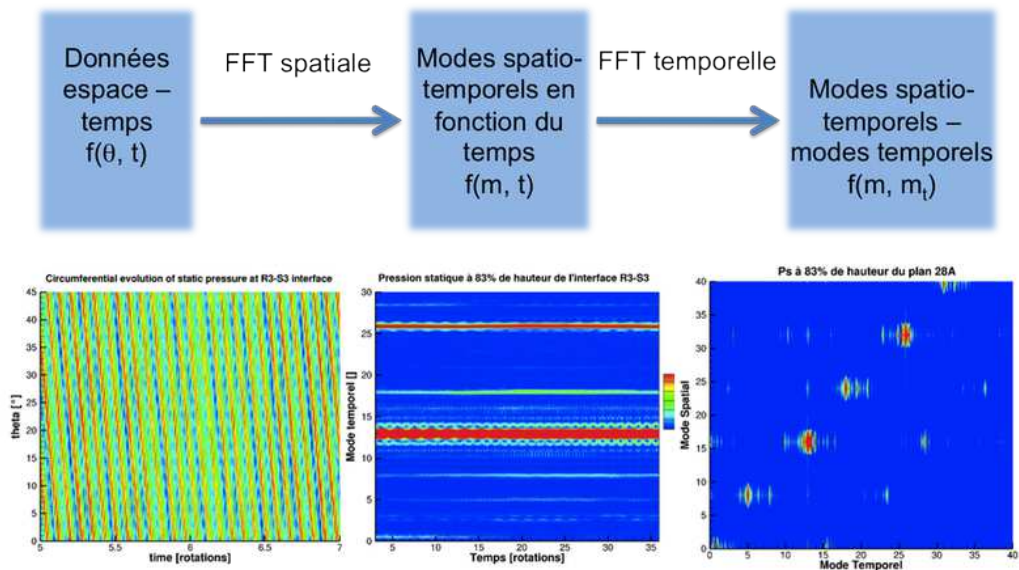 Données
espace –
temps
f(θ, t)
FFT spatiale
Modes spatio-
temporels en
fonction du
temps
f(m, t)
FFT temporelle
Modes spatio-
temporels –
modes temporels
f(m, mt)
Circumferential evolution of static pressure at R3-S3 interface
45
40
35
30
25
20
15
10
5
0
theta [°]
5
5.5
6
6.5
7
time [rotations]
Pression statique à 83% de hauteur de l'interface R3-S3
30
25
20
15
10
5
0
Mode temporel []
5
10
15
20
25
30
35
Temps [rotations]
Ps à 83% de hauteur du plan 28A
40
35
30
25
20
15
10
5
0
Mode Spatial
0
5
10
15
20
25
30
35
40
Mode Temporel